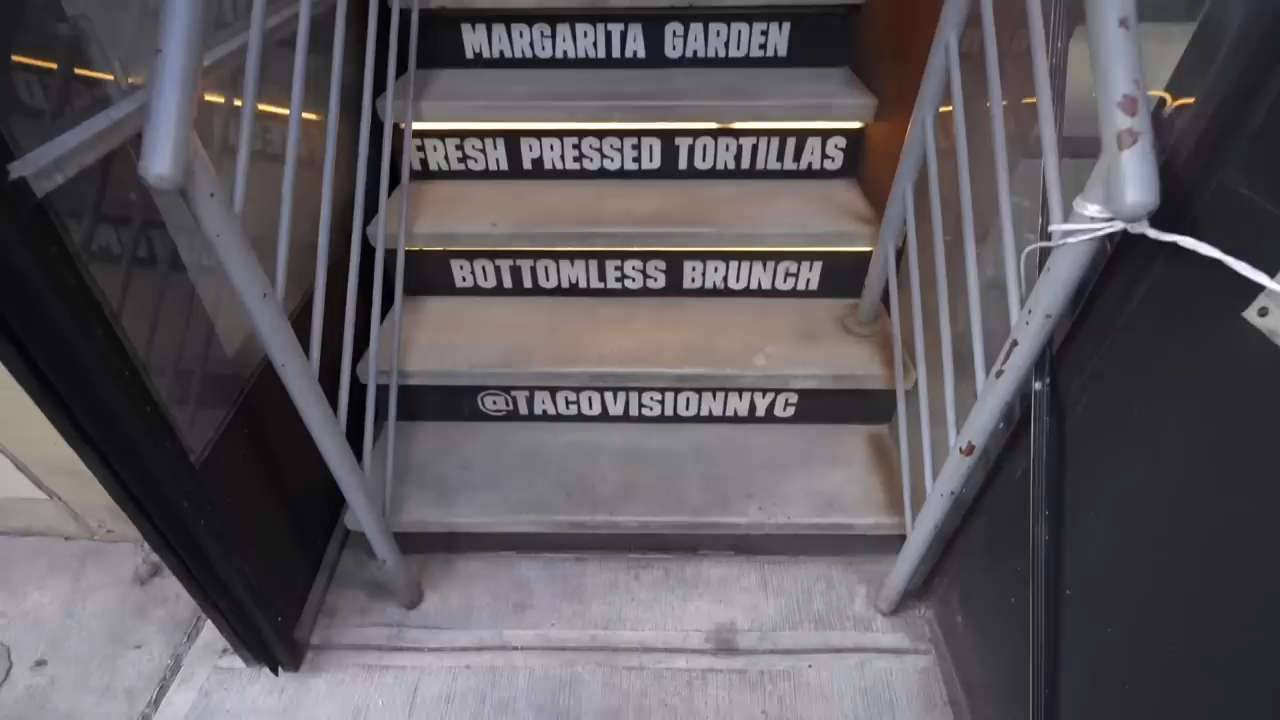 MARGARITA GARDEN
FRESH PRESSED TORTILLAS
BOTTOMLESS BRUNCH
@TACOVISIONNYC